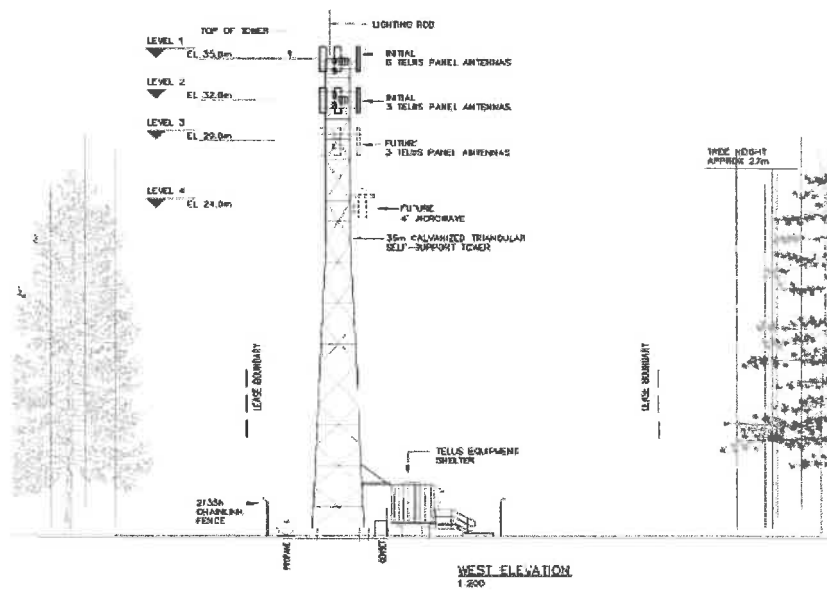 LIGHTING ROD
TOP OF TOWER
LEVEL 1
EL 35.0m
INITIAL
6 TELUS PANEL ANTENNAS
LEVEL 2
EL 32.0m
INITIAL
3 TELUS PANEL ANTENNAS
LEVEL 3
EL 29.0m
FUTURE
3 TELUS PANEL ANTENNAS
TREE HEIGHT
APPROX 27m
LEVEL 4
EL 24.0m
FUTURE
4' MICROWAVE
35m GALVANIZED TRIANGULAR
SELF-SUPPORT TOWER
LEASE BOUNDARY
LEASE BOUNDARY
TELUS EQUIPMENT
SHELTER
CHAINLINK
FENCE
PROPANE
WEST ELEVATION
1:200